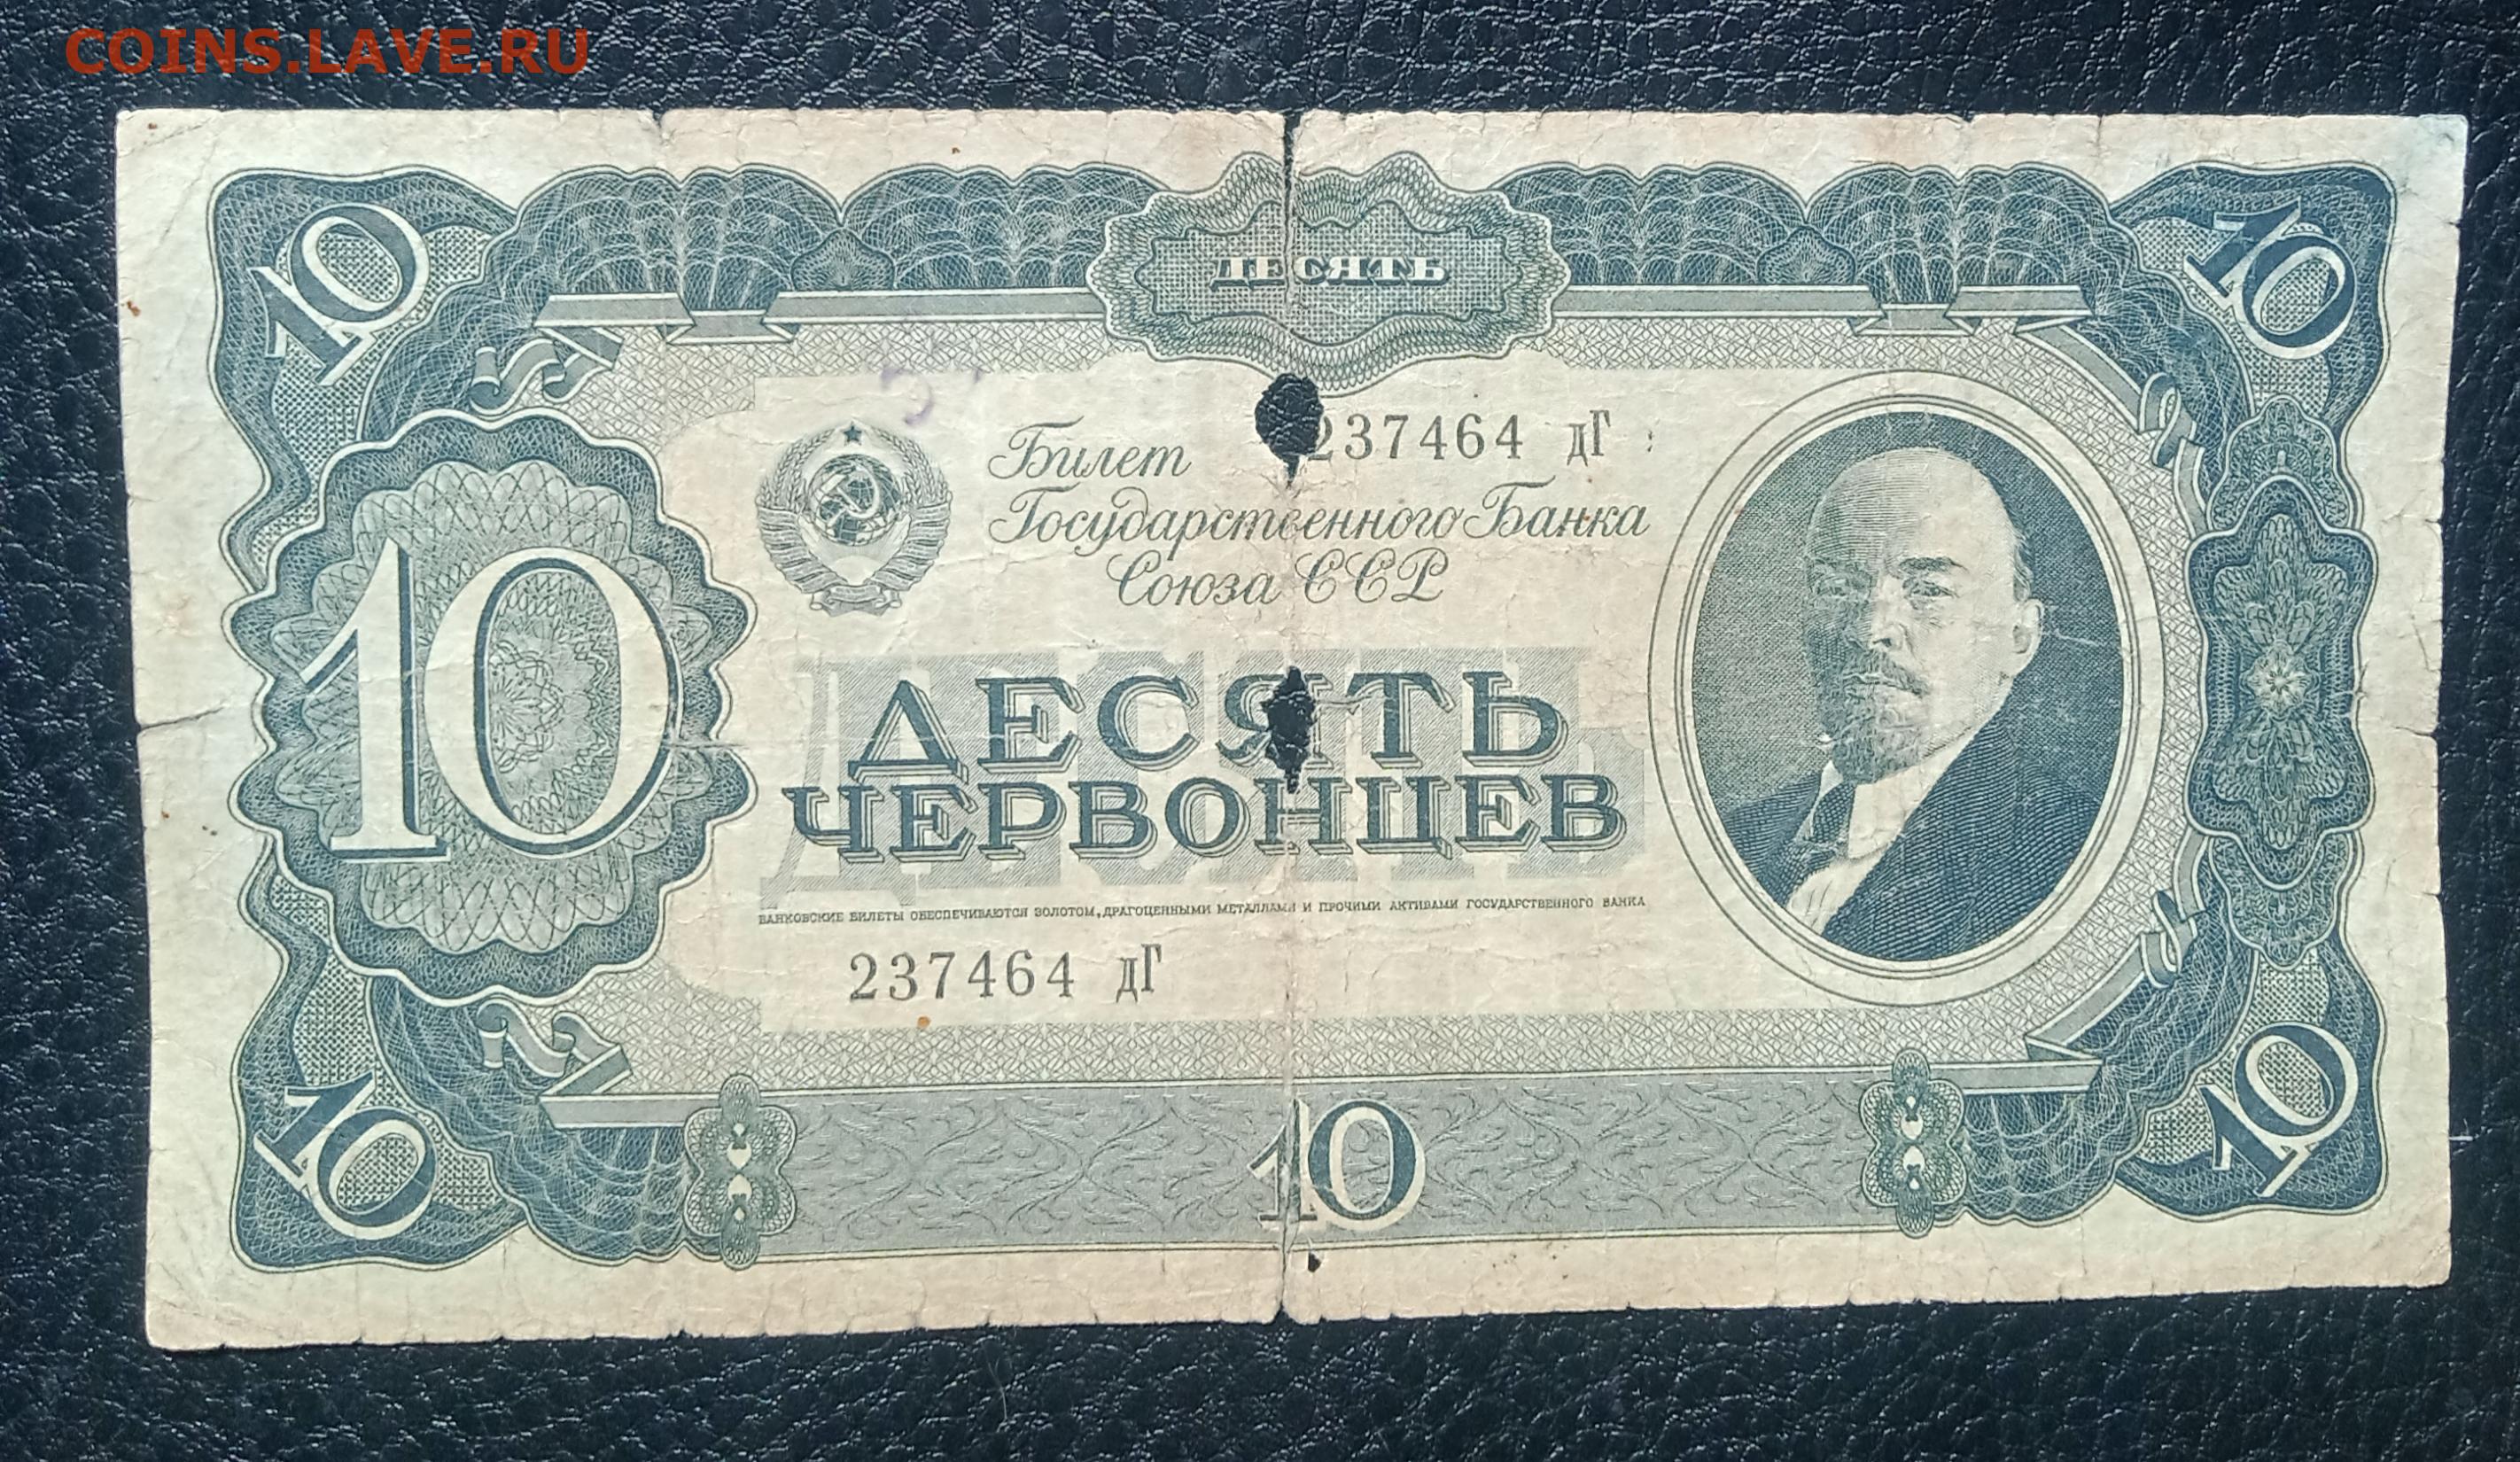 COINS.LAVE.RU
10
ДЕСЯТЬ
10
Билет 237464 дГ
Государственного Банка
Союза ССР
10
ДЕСЯТЬ
ЧЕРВОНЦЕВ
БАНКОВСКИЕ БИЛЕТЫ ОБЕСПЕЧИВАЮТСЯ ЗОЛОТОМ, ДРАГОЦЕННЫМИ МЕТАЛЛАМИ И ПРОЧИМИ АКТИВАМИ ГОСУДАРСТВЕННОГО БАНКА
237464 дГ
10
10
10